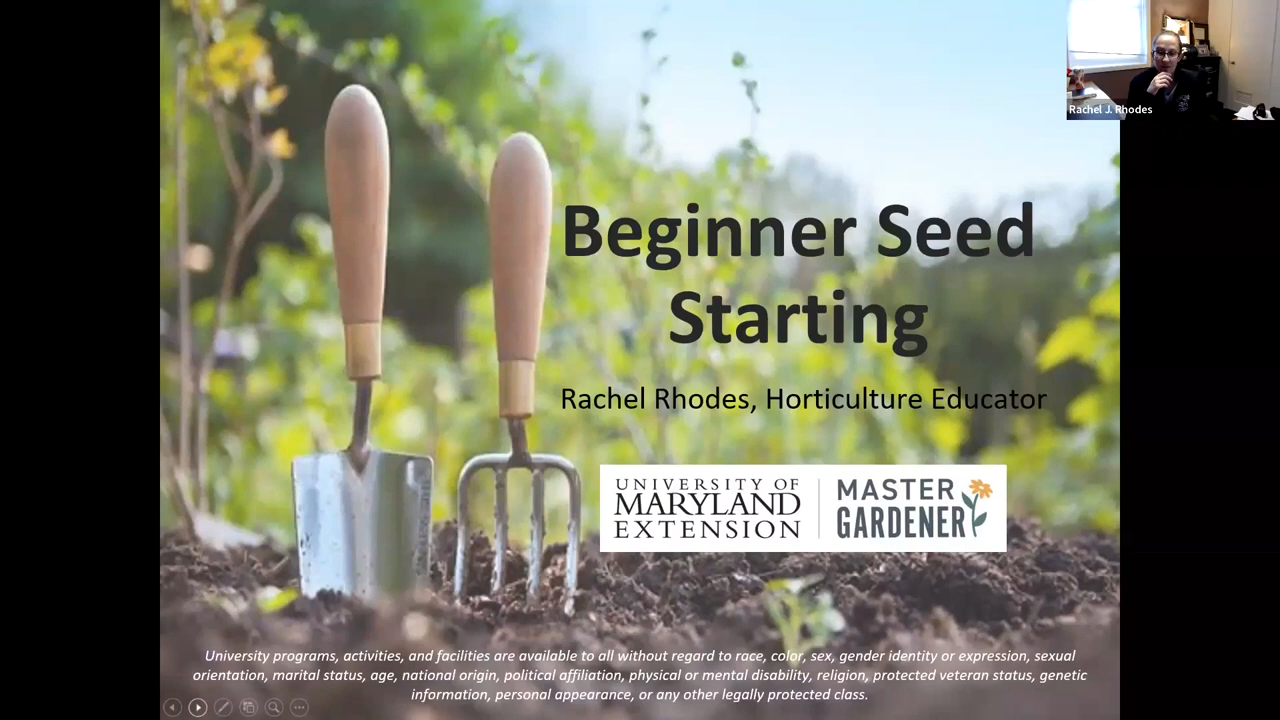 Rachel J. Rhodes
Beginner Seed
Starting
Rachel Rhodes, Horticulture Educator
UNIVERSITY OF
MARYLAND
EXTENSION
MASTER
GARDENER
University programs, activities, and facilities are available to all without regard to race, color, sex, gender identity or expression, sexual
orientation, marital status, age, national origin, political affiliation, physical or mental disability, religion, protected veteran status, genetic
information, personal appearance, or any other legally protected class.